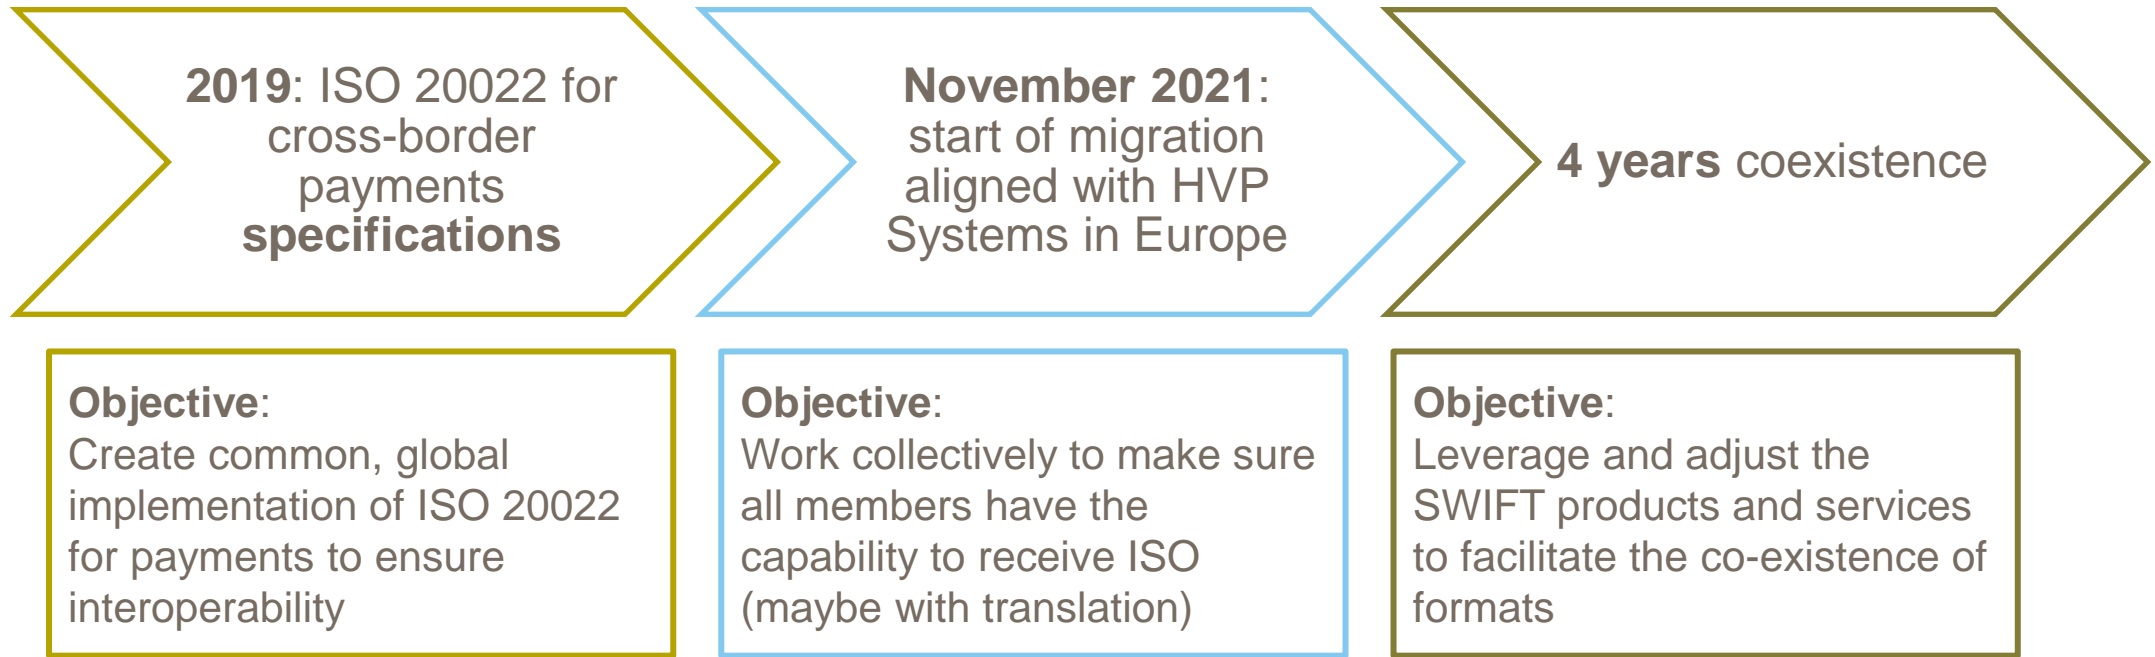 2019: ISO 20022 for
cross-border
payments
specifications
November 2021:
start of migration
aligned with HVP
Systems in Europe
4 years coexistence
Objective:
Create common, global
implementation of ISO 20022
for payments to ensure
interoperability
Objective:
Work collectively to make sure
all members have the
capability to receive ISO
(maybe with translation)
Objective:
Leverage and adjust the
SWIFT products and services
to facilitate the co-existence of
formats